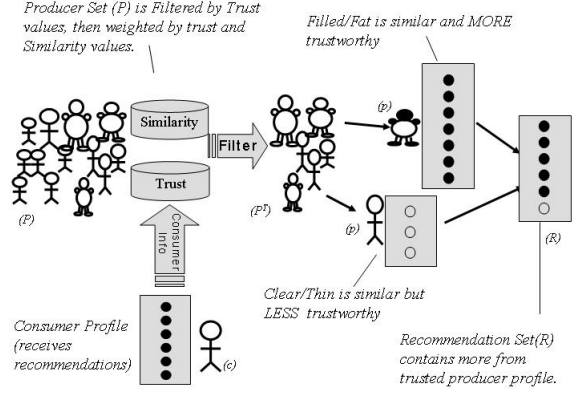 Producer Set (P) is Filtered by Trust
values, then weighted by trust and
Similarity values.
Filled/Fat is similar and MORE
trustworthy
Similarity
Trust
Filter
Consumer
Info
(P)
(P^T)
(p)
(p)
(R)
Clear/Thin is similar but
LESS trustworthy
Consumer Profile
(receives
recommendations)
(c)
Recommendation Set(R)
contains more from
trusted producer profile.